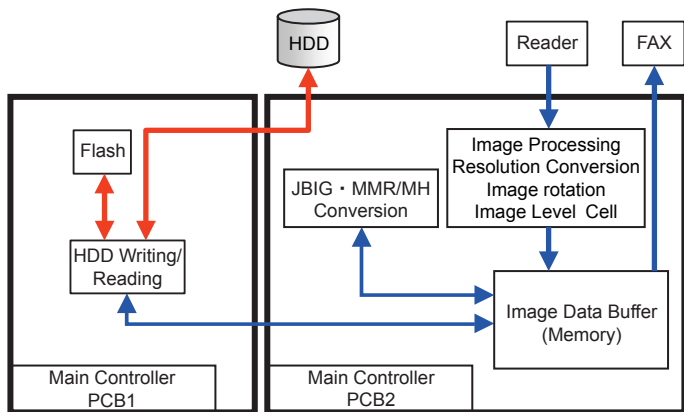 HDD
Reader
FAX
Flash
HDD Writing/
Reading
Main Controller
PCB1
JBIG・MMR/MH
Conversion
Image Processing
Resolution Conversion
Image rotation
Image Level Cell
Image Data Buffer
(Memory)
Main Controller
PCB2